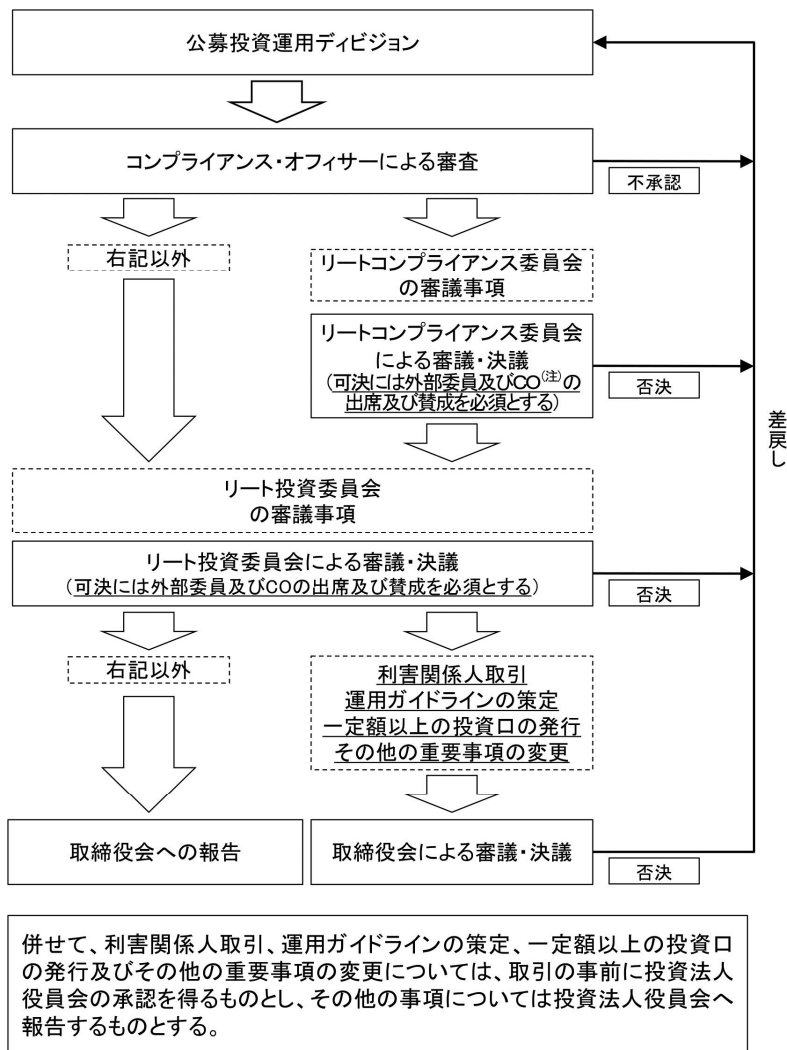 公募投資運用ディビジョン
コンプライアンス・オフィサーによる審査
不承認
右記以外
リートコンプライアンス委員会
の審議事項
リートコンプライアンス委員会
による審議・決議
(可決には外部委員及びCO(注)の
出席及び賛成を必須とする)
否決
差戻し
リート投資委員会
の審議事項
リート投資委員会による審議・決議
(可決には外部委員及びCOの出席及び賛成を必須とする)
否決
右記以外
利害関係人取引
運用ガイドラインの策定
一定額以上の投資口の発行
その他の重要事項の変更
取締役会への報告
取締役会による審議・決議
否決
併せて、利害関係人取引、運用ガイドラインの策定、一定額以上の投資口
の発行及びその他の重要事項の変更については、取引の事前に投資法人
役員会の承認を得るものとし、その他の事項については投資法人役員会へ
報告するものとする。